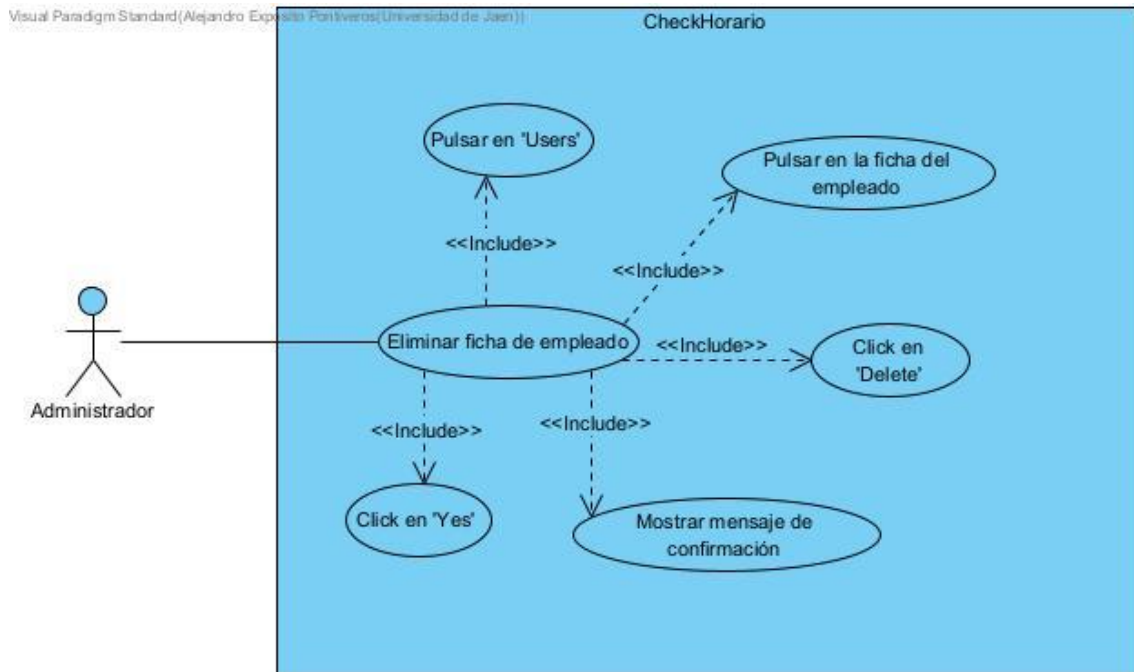 Visual Paradigm Standard(Alejandro Expósito Pontiveros(Universidad de Jaen))
CheckHorario
Pulsar en 'Users'
Pulsar en la ficha del
empleado
<<Include>>
<<Include>>
Eliminar ficha de empleado
<<Include>>
Click en
'Delete'
Administrador
<<Include>>
<<Include>>
Click en 'Yes'
Mostrar mensaje de
confirmación